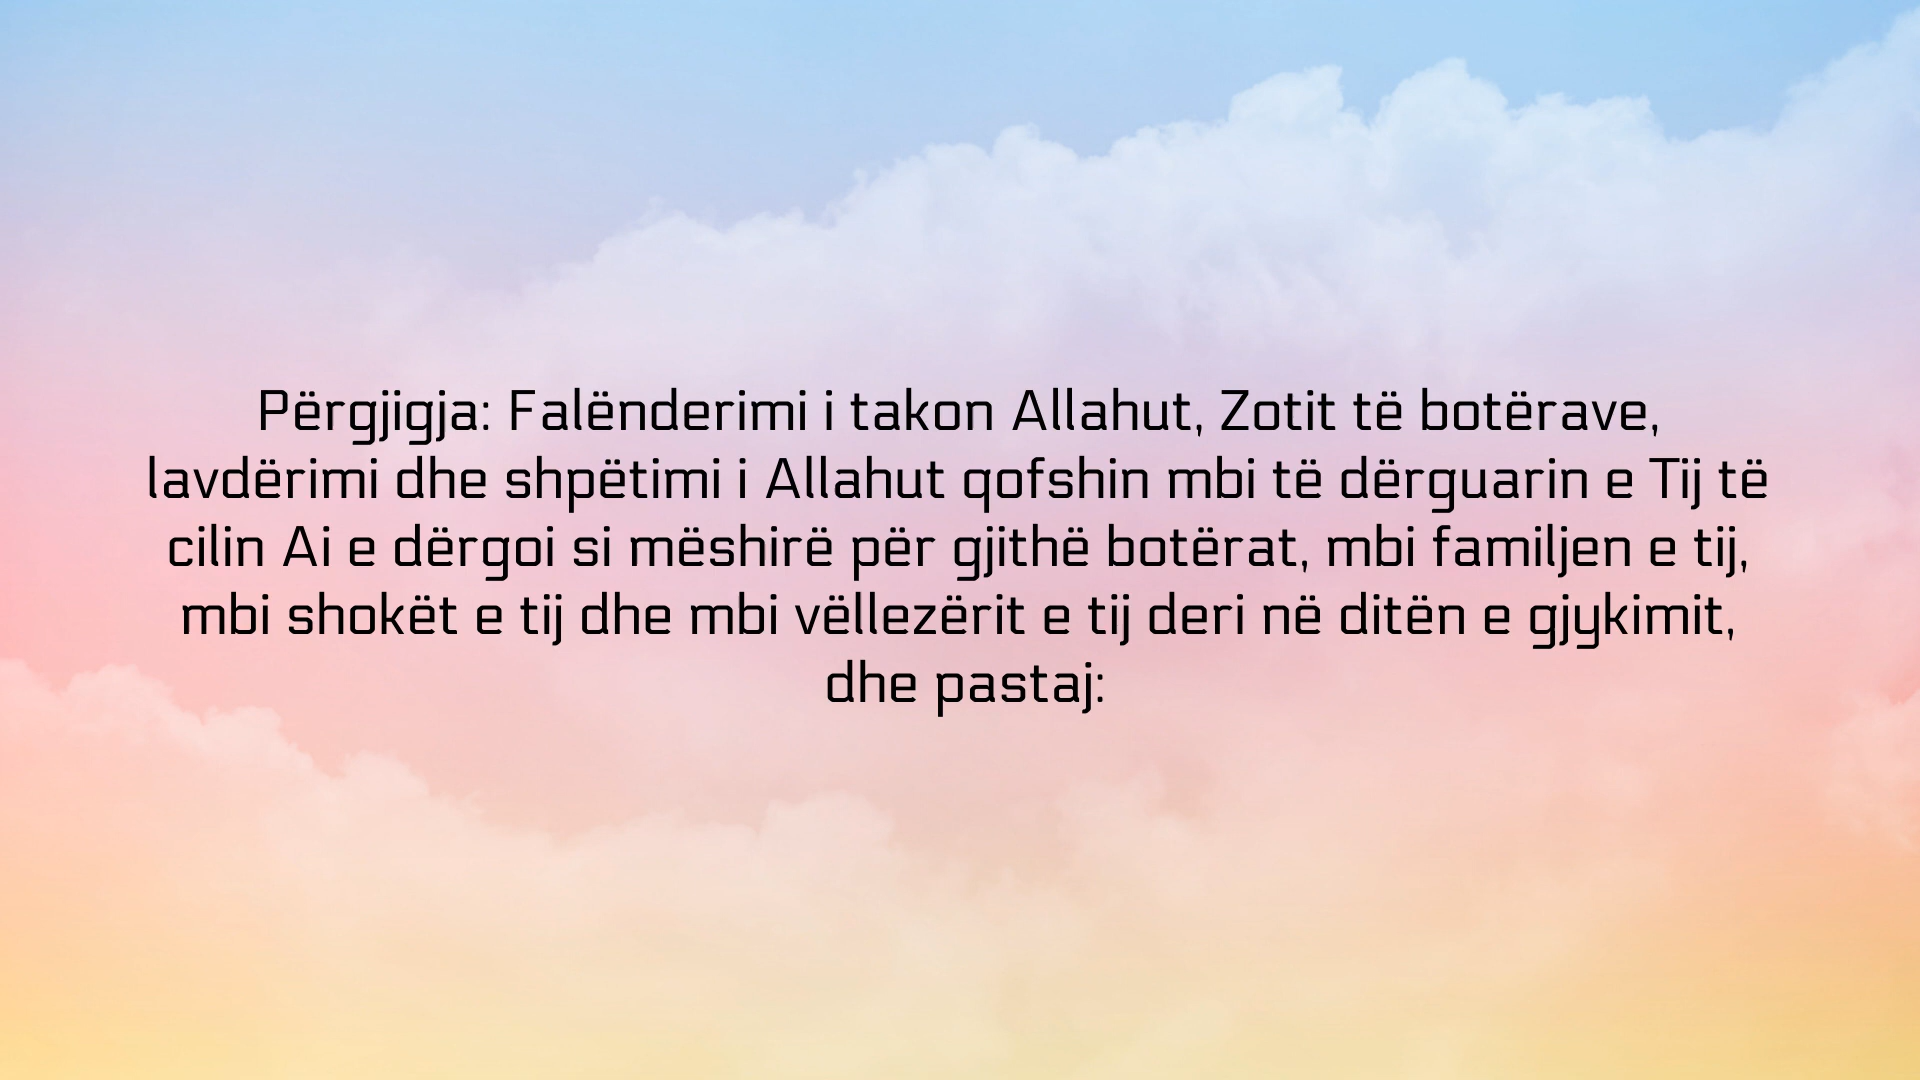 Përgjigja: Falënderimi i takon Allahut, Zotit të botërave,
lavdërimi dhe shpëtimi i Allahut qofshin mbi të dërguarin e Tij të
cilin Ai e dërgoi si mëshirë për gjithë botërat, mbi familjen e tij,
mbi shokët e tij dhe mbi vëllezërit e tij deri në ditën e gjykimit,
dhe pastaj: